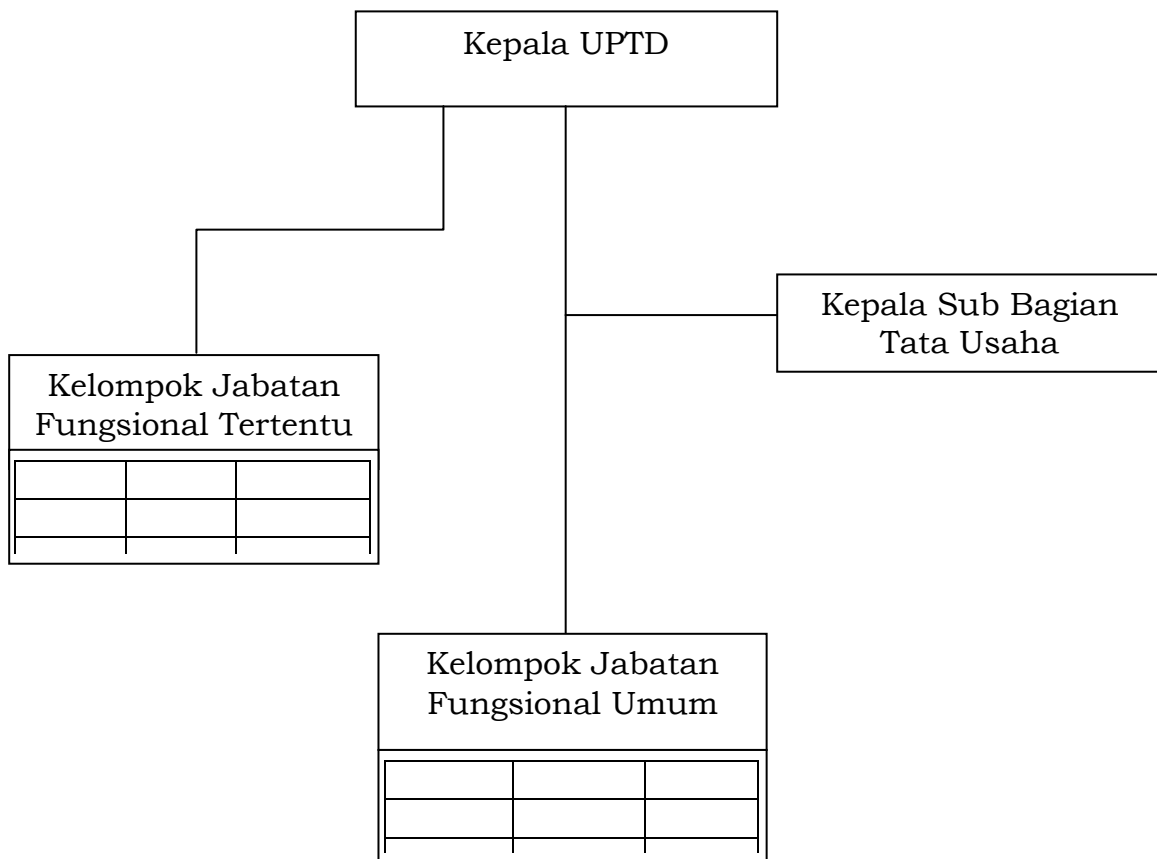 Kepala UPTD
Kepala Sub Bagian
Tata Usaha
Kelompok Jabatan
Fungsional Tertentu
Kelompok Jabatan
Fungsional Umum